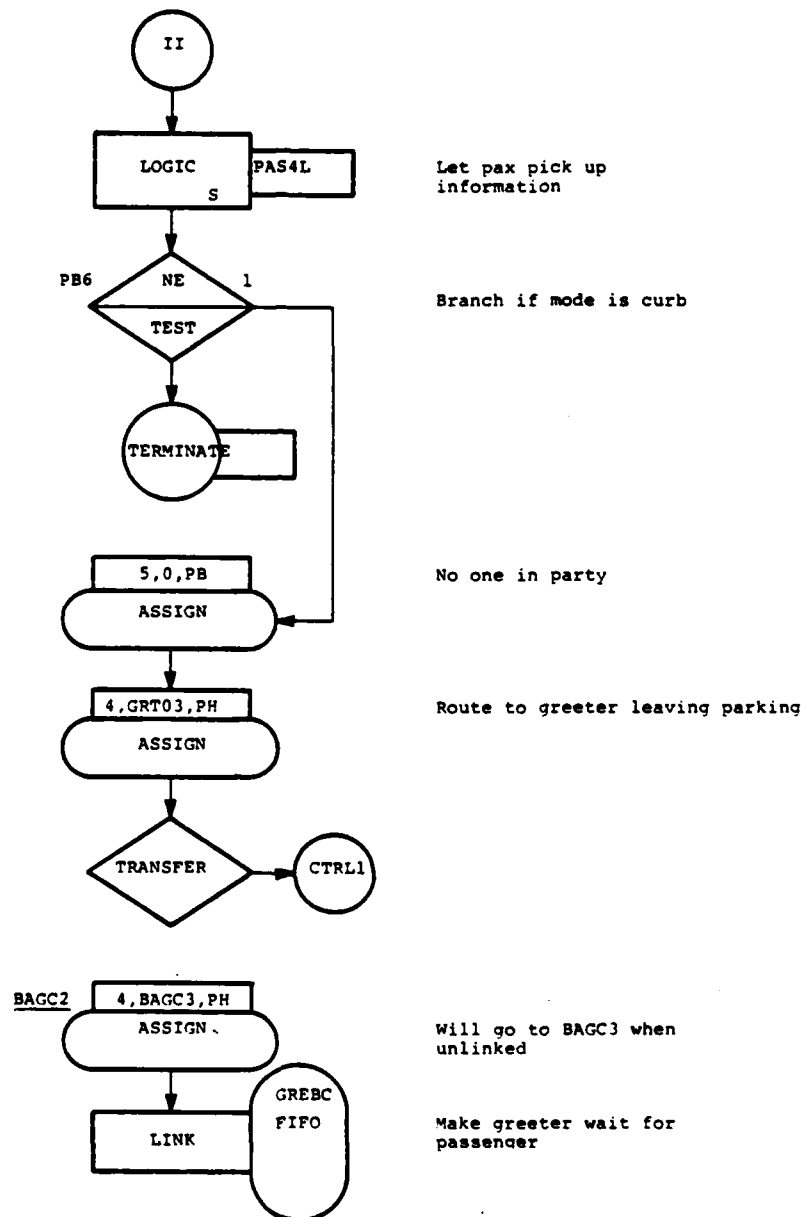 II
LOGIC PAS4L
S
Let pax pick up
information
PB6 NE 1
TEST
Branch if mode is curb
TERMINATE
5,0,PB
ASSIGN
No one in party
4,GRT03,PH
ASSIGN
Route to greeter leaving parking
TRANSFER
CTRL1
BAGC2 4,BAGC3,PH
ASSIGN
Will go to BAGC3 when
unlinked
GREBC
FIFO
LINK
Make greeter wait for
passenger